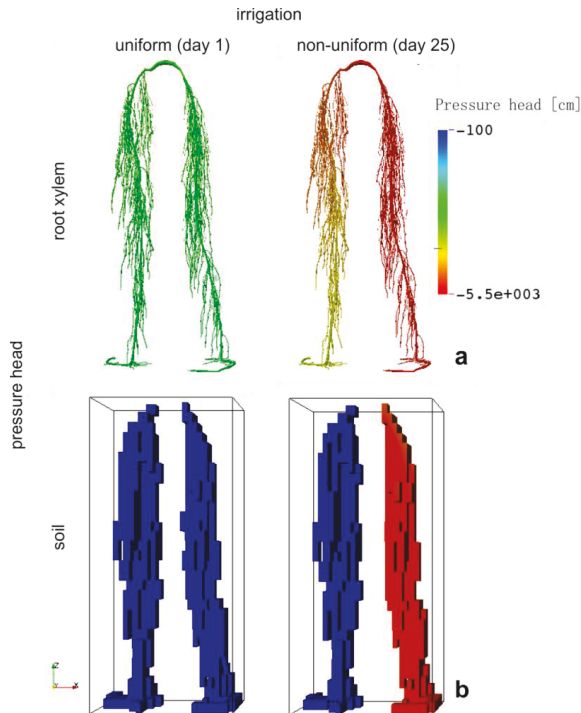 irrigation
uniform (day 1)
non-uniform (day 25)
Pressure head [cm]
-100
-5.5e+003
root xylem
a
pressure head
soil
b
Z
Y
X